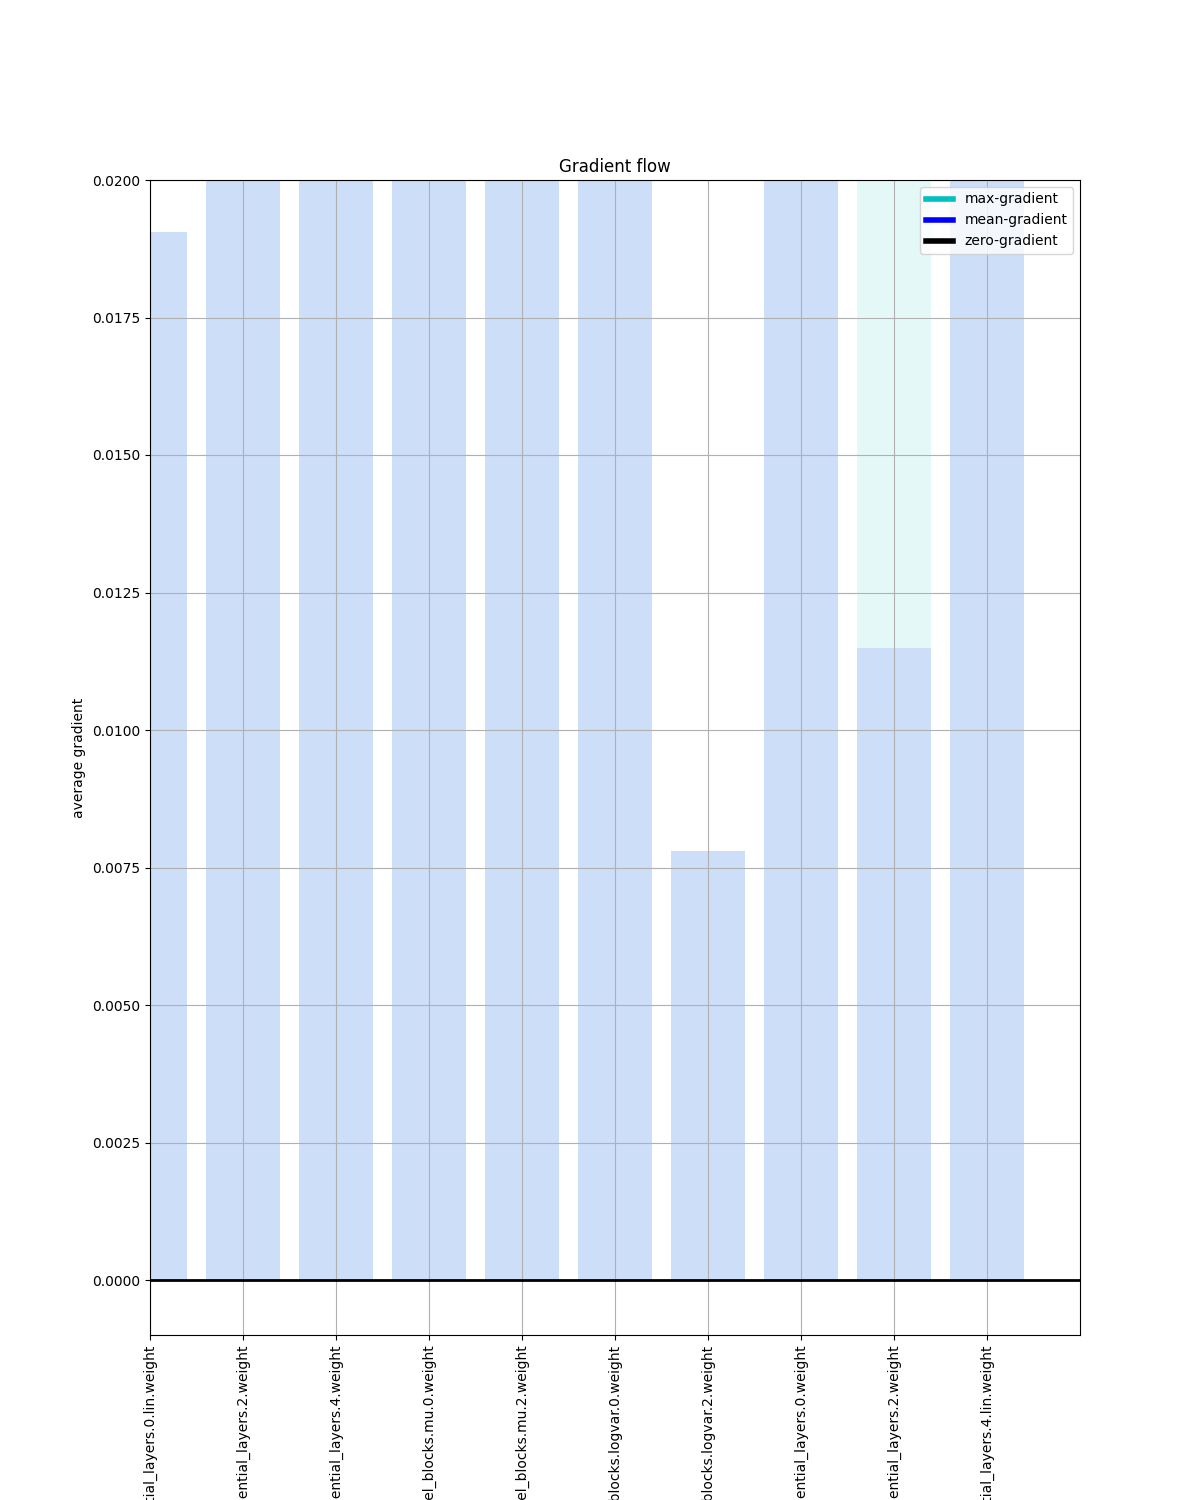 Gradient flow
max-gradient
mean-gradient
zero-gradient
0.0200
0.0175
0.0150
0.0125
0.0100
0.0075
0.0050
0.0025
0.0000
average gradient
tial_layers.0.lin.weight
ential_layers.2.weight
ential_layers.4.weight
el_blocks.mu.0.weight
el_blocks.mu.2.weight
blocks.logvar.0.weight
blocks.logvar.2.weight
ential_layers.0.weight
ential_layers.2.weight
tial_layers.4.lin.weight